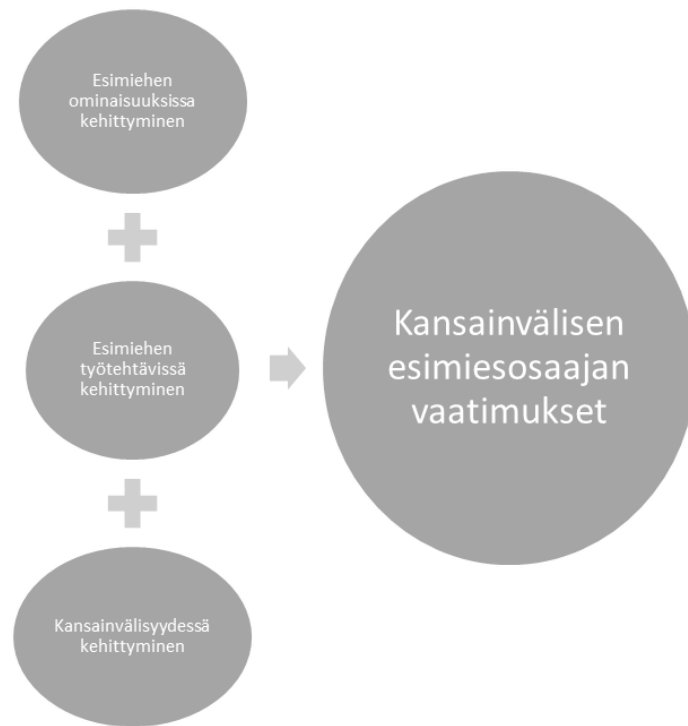 Esimiehen
ominaisuuksissa
kehittyminen
Esimiehen
työtehtävissä
kehittyminen
Kansainvälisyydessä
kehittyminen
Kansainvälisen
esimiesosaajan
vaatimukset